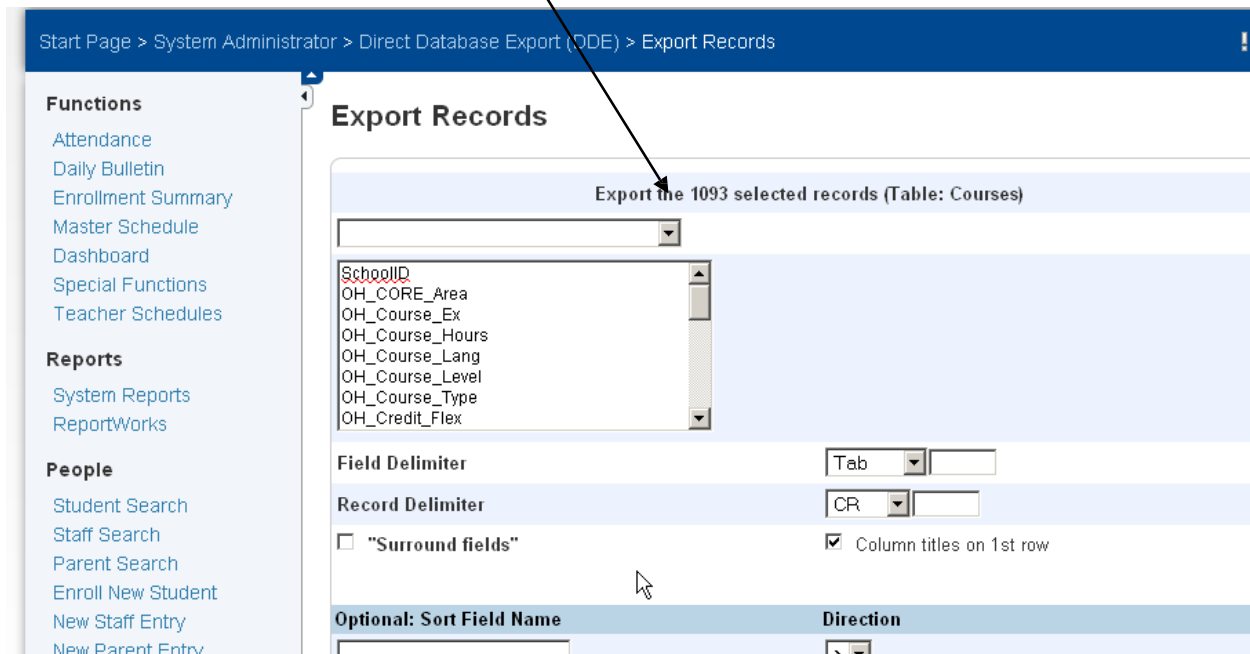 Start Page > System Administrator > Direct Database Export (DDE) > Export Records
!
Functions
Attendance
Daily Bulletin
Enrollment Summary
Master Schedule
Dashboard
Special Functions
Teacher Schedules
Reports
System Reports
ReportWorks
People
Student Search
Staff Search
Parent Search
Enroll New Student
New Staff Entry
New Parent Entry
Export Records
Export the 1093 selected records (Table: Courses)
SchoolID
OH_CORE_Area
OH_Course_Ex
OH_Course_Hours
OH_Course_Lang
OH_Course_Level
OH_Course_Type
OH_Credit_Flex
Field Delimiter Tab
Record Delimiter CR
"Surround fields" Column titles on 1st row
Optional: Sort Field Name Direction
>